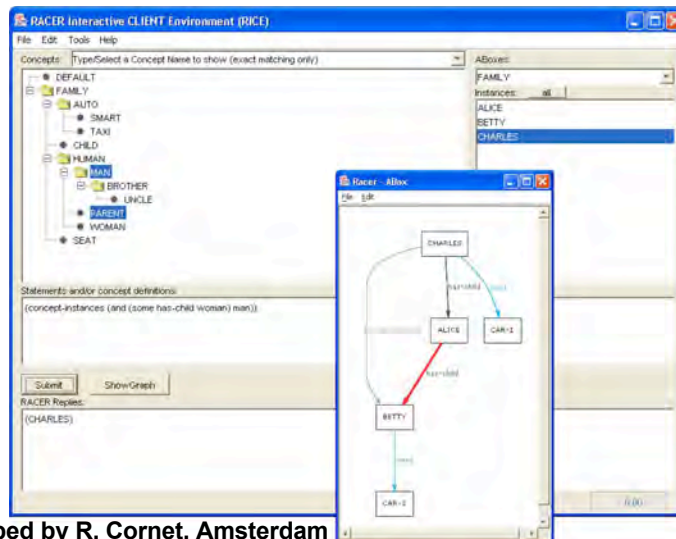 RACER Interactive CLIENT Environment (RICE)
File Edit Tools Help
Concepts: Type/Select a Concept Name to show (exact matching only)
ABoxes:
DEFAULT
FAMILY
FAMILY
AUTO
SMART
TAXI
CHILD
HUMAN
MAN
BROTHER
UNCLE
PARENT
WOMAN
SEAT
Instances: all
ALICE
BETTY
CHARLES
Statements and/or concept definitions:
(concept-instances (and (some has-child woman) man))
Submit ShowGraph
RACER Replies:
(CHARLES)
Racer - ABox
File Edit
CHARLES
has-child
ALICE
CAR-1
has-child
BETTY
CAR-2
ped by R. Cornet, Amsterdam